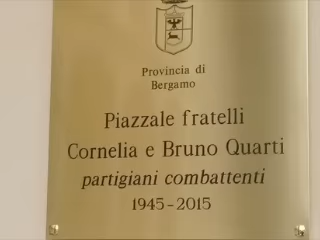 Provincia di
Bergamo
Piazzale fratelli
Cornelia e Bruno Quarti
partigiani combattenti
1945-2015